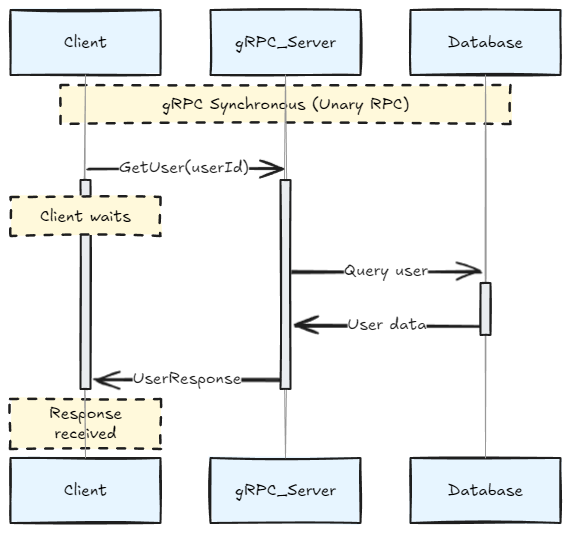 Client
gRPC_Server
Database
gRPC Synchronous (Unary RPC)
GetUser(userId)
Client waits
Query user
User data
UserResponse
Response
received
Client
gRPC_Server
Database